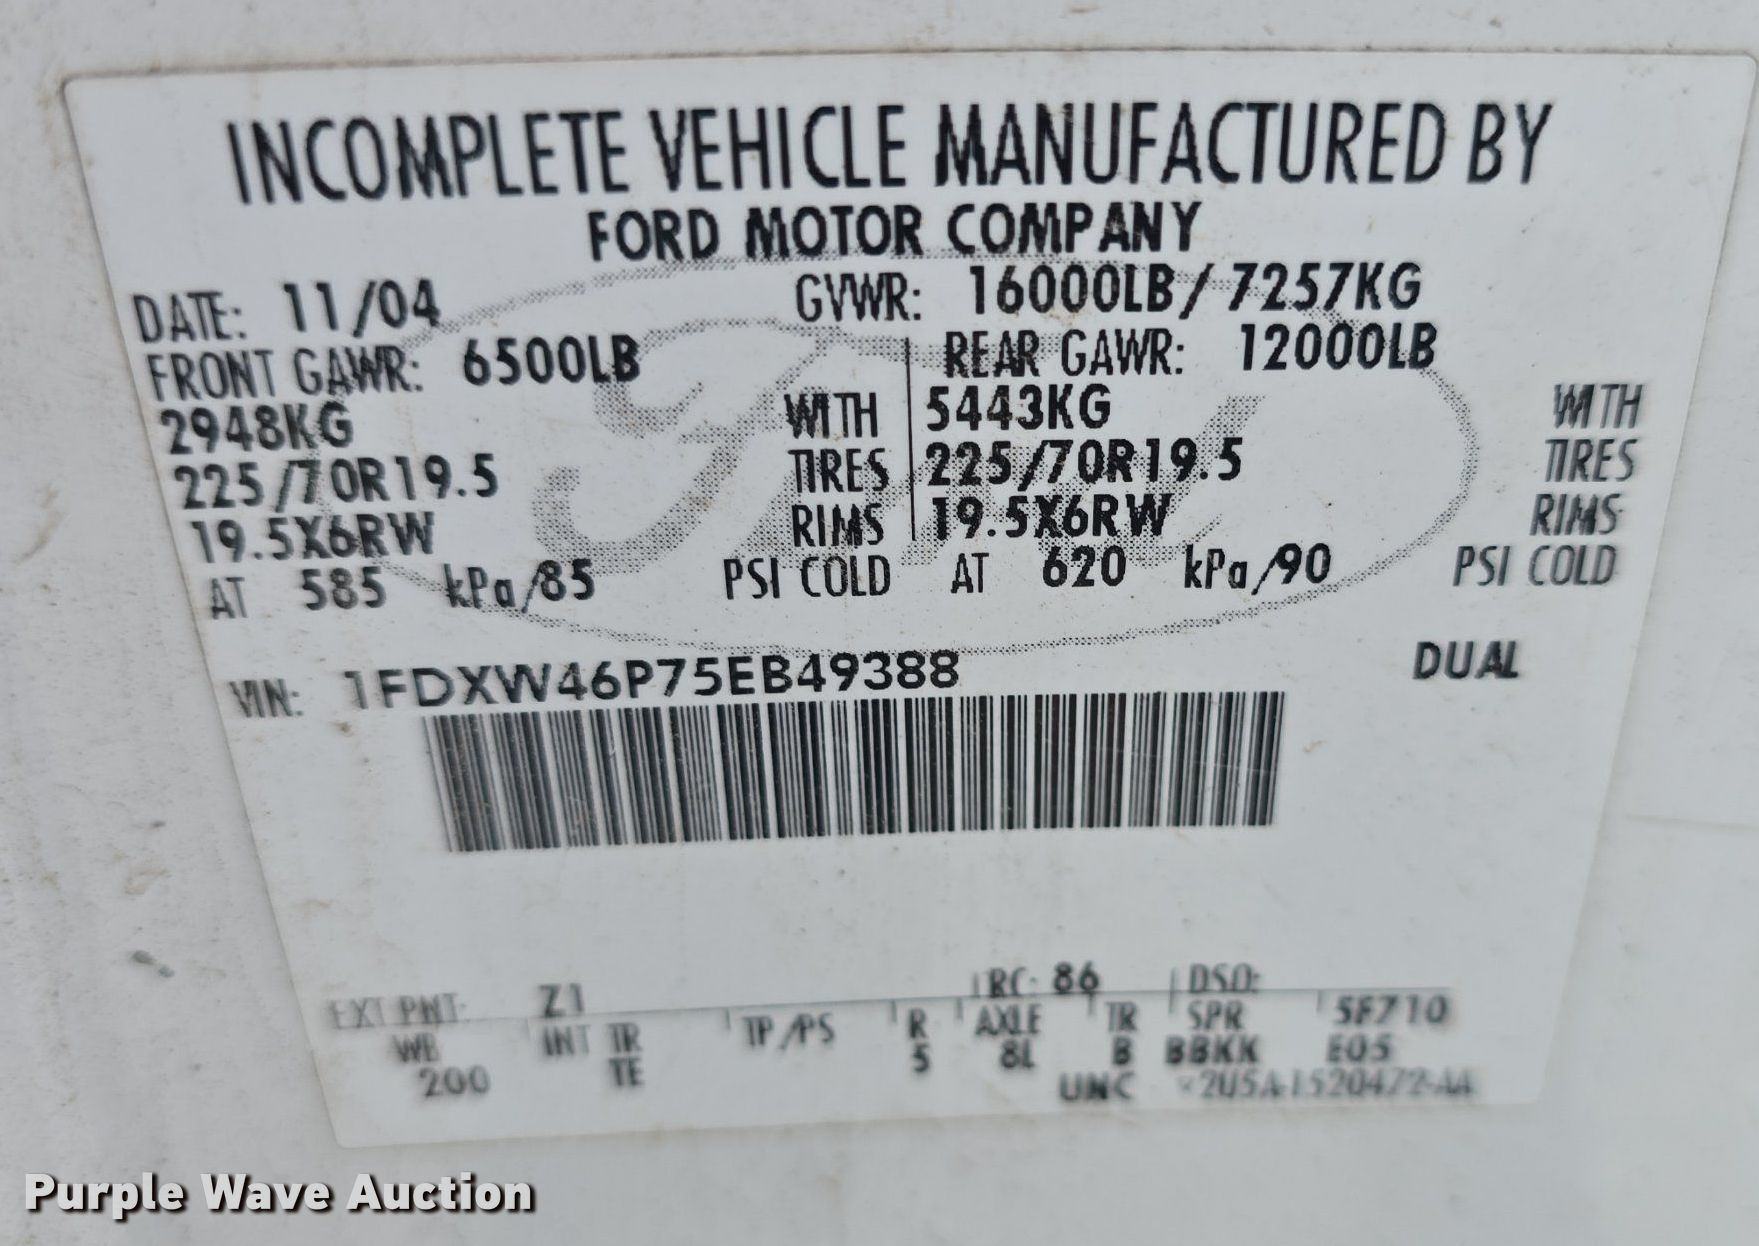 INCOMPLETE VEHICLE MANUFACTURED BY
FORD MOTOR COMPANY
DATE: 11/04 GVWR: 16000LB/7257KG
FRONT GAWR: 6500LB REAR GAWR: 12000LB
2948KG WITH 5443KG WITH
225/70R19.5 TIRES 225/70R19.5 TIRES
19.5X6RW RIMS 19.5X6RW RIMS
AT 585 kPa/85 PSI COLD AT 620 kPa/90 PSI COLD
VIN: 1FDXW46P75EB49388 DUAL
EXT PNT: Z1 RC: 86 DSO:
WB INT TR TP/PS R AXLE TR SPR 5F710
200 TE 5 8L B BBKK E05
UNC
Purple Wave Auction